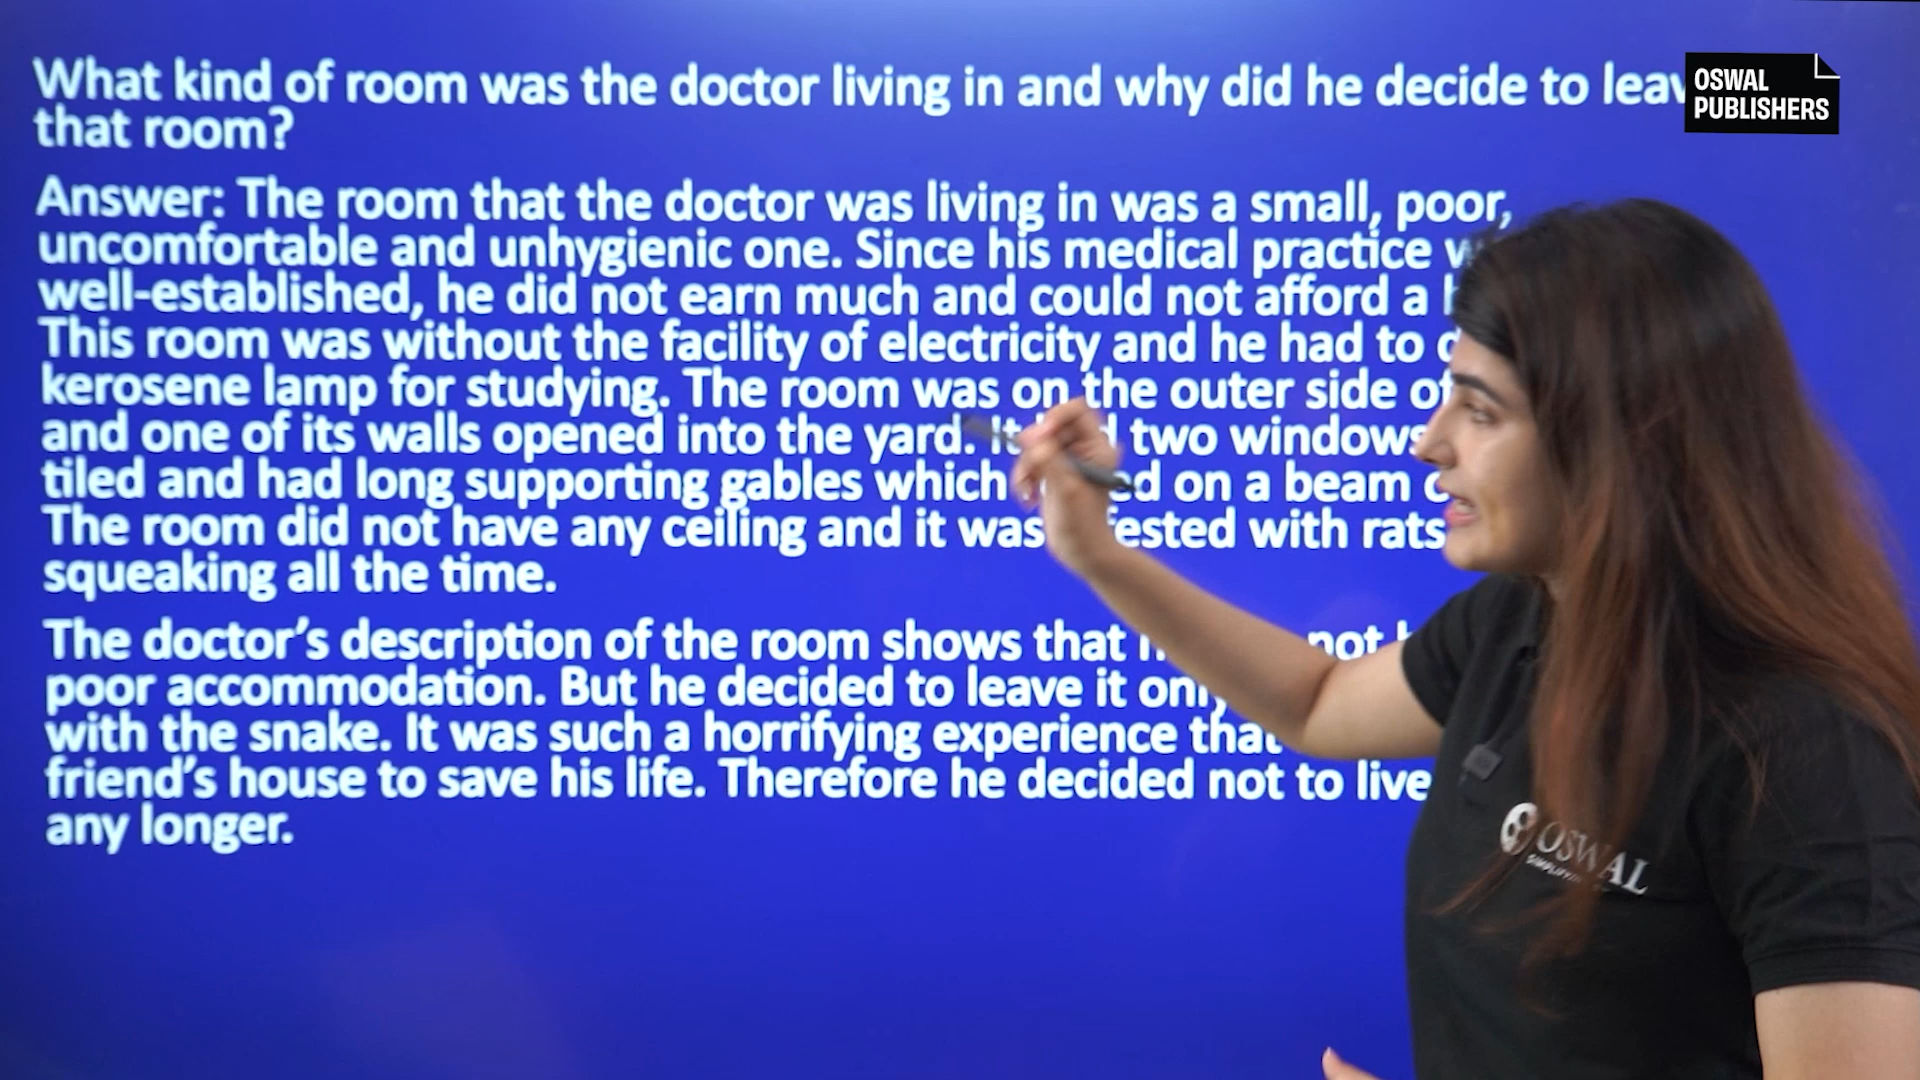 What kind of room was the doctor living in and why did he decide to
that room?
OSWAL
PUBLISHERS
Answer: The room that the doctor was living in was a small, poor,
uncomfortable and unhygienic one. Since his medical practice
well-established, he did not earn much and could not afford a
This room was without the facility of electricity and he had to
kerosene lamp for studying. The room was on the outer side of
and one of its walls opened into the yard. It two windows
tiled and had long supporting gables which on a beam
The room did not have any ceiling and it was with rats
squeaking all the time.
The doctor's description of the room shows that not
poor accommodation. But he decided to leave it only
with the snake. It was such a horrifying experience that
friend's house to save his life. Therefore he decided not to live
any longer.
OSWAL